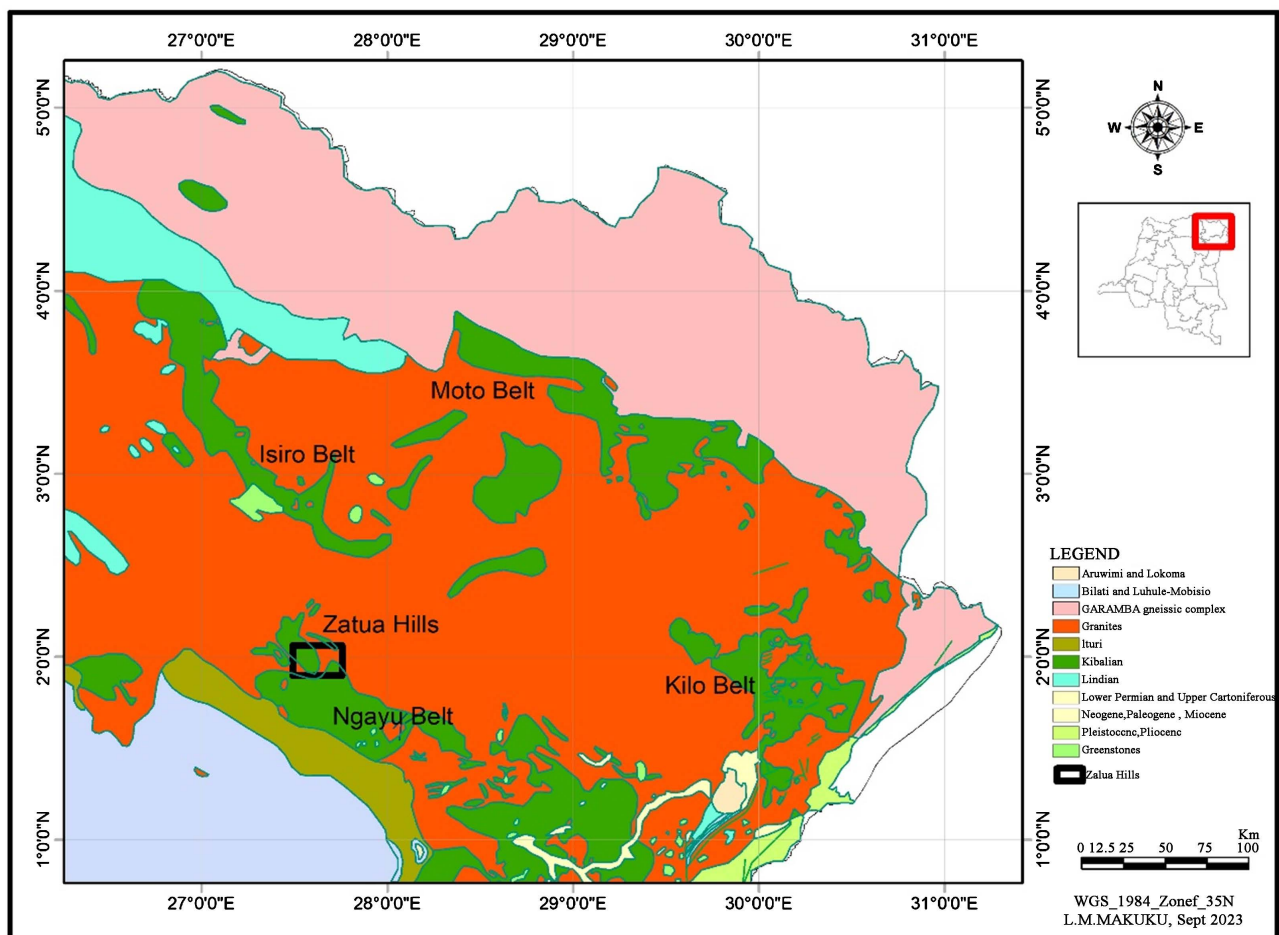 27°0'0"E
28°0'0"E
29°0'0"E
30°0'0"E
31°0'0"E
5°0'0"N
5°0'0"N
N
W
E
S
4°0'0"N
4°0'0"N
Moto Belt
Isiro Belt
3°0'0"N
3°0'0"N
Zatua Hills
2°0'0"N
2°0'0"N
Kilo Belt
Ngayu Belt
1°0'0"N
1°0'0"N
27°0'0"E
28°0'0"E
29°0'0"E
30°0'0"E
31°0'0"E
LEGEND
Aruwimi and Lokoma
Bilati and Luhule-Mobisio
GARAMBA gneissic complex
Granites
Ituri
Kibalian
Lindian
Lower Permian and Upper Cartoniferous
Neogene,Paleogene , Miocene
Pleistoccnc,Pliocenc
Greenstones
Zalua Hills
Km
0 12.5 25 50 75 100
WGS_1984_Zonef_35N
L.M.MAKUKU, Sept 2023